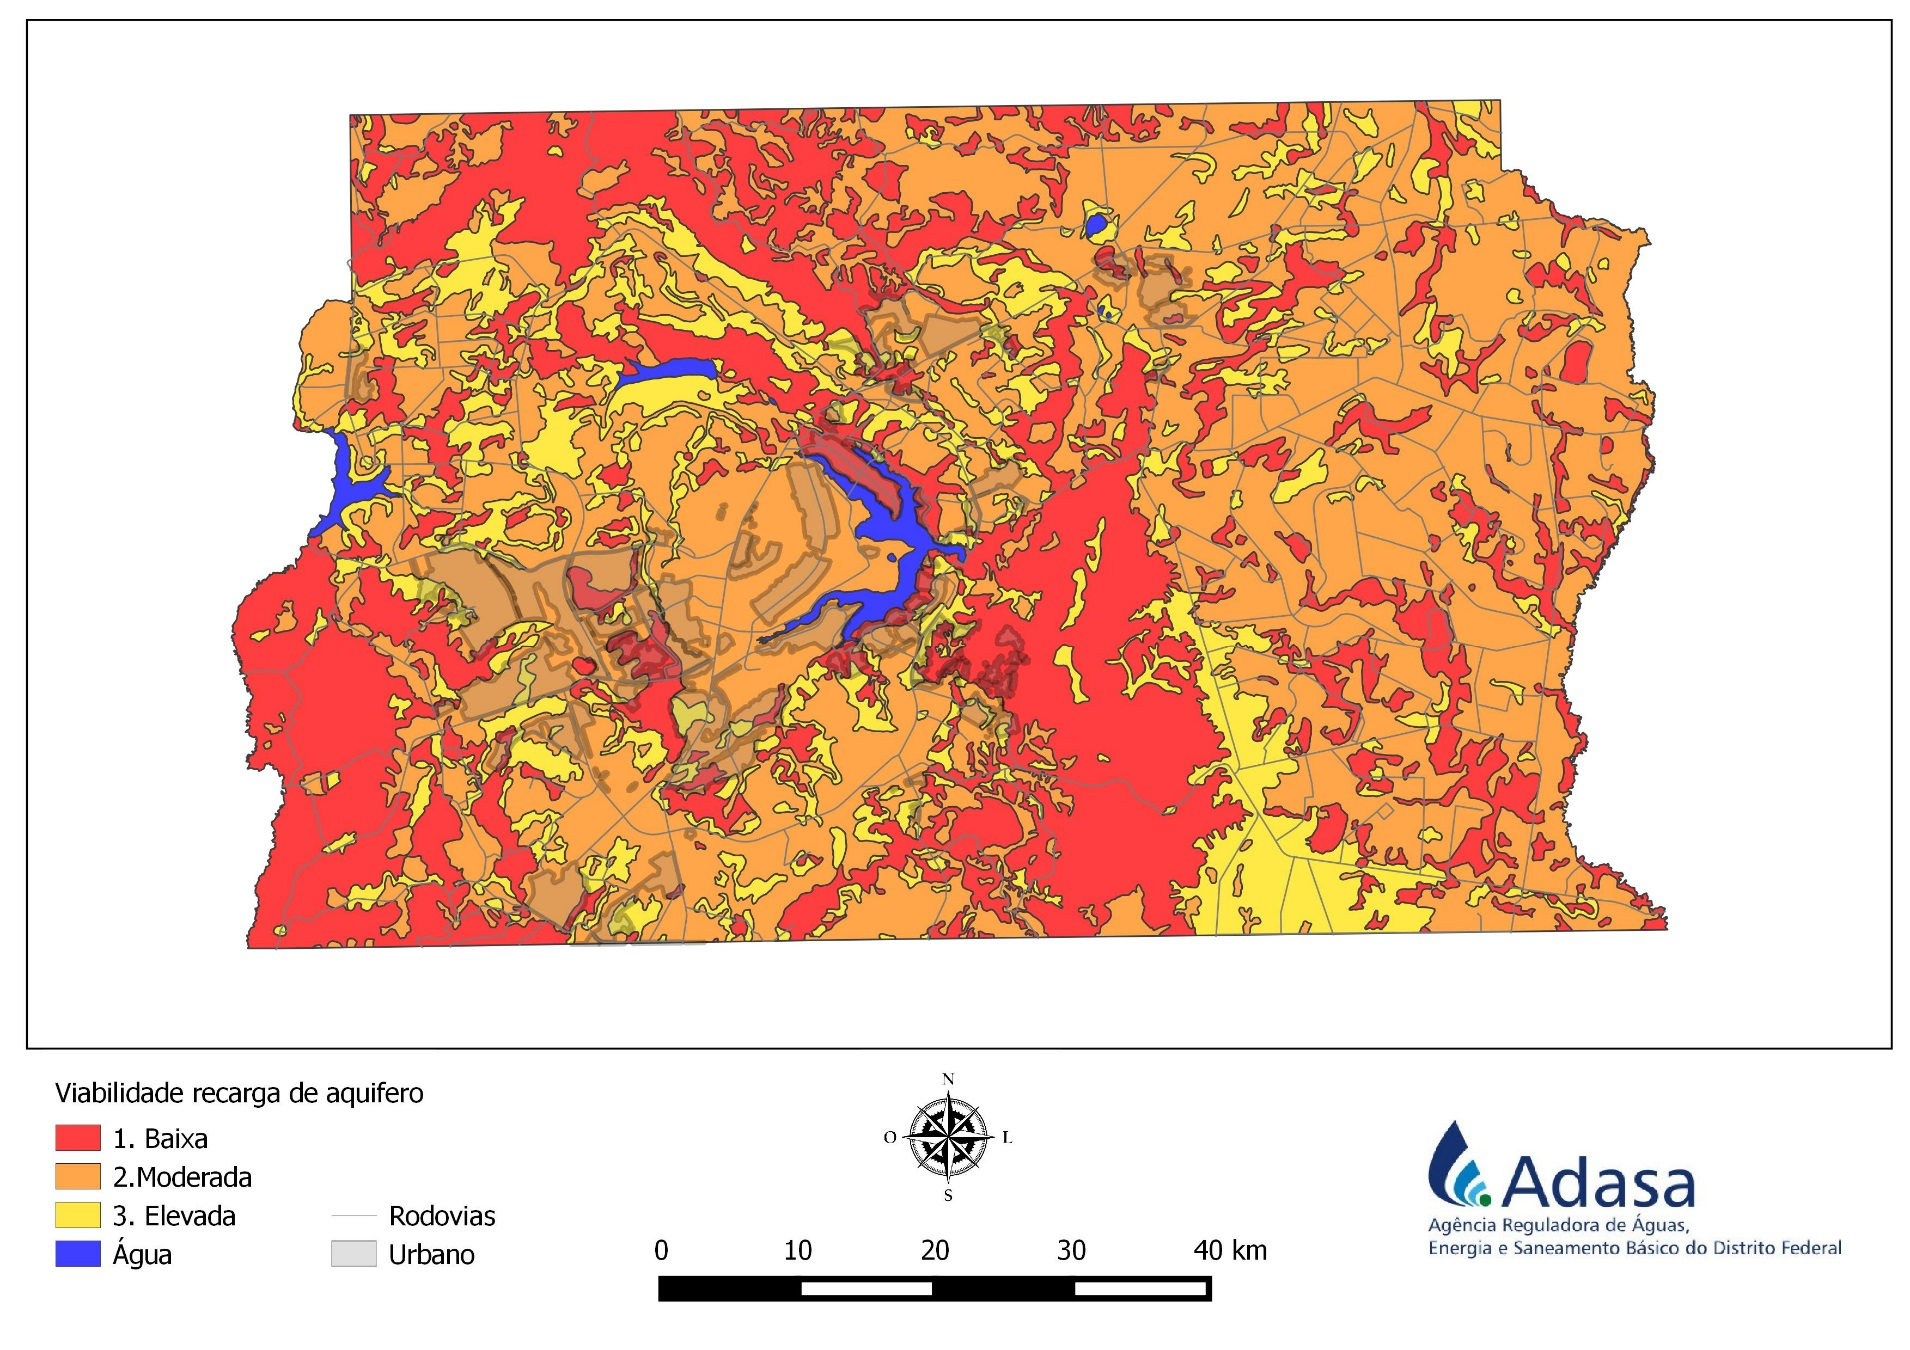 Viabilidade recarga de aquifero
1. Baixa
2.Moderada
3. Elevada
Água
Rodovias
Urbano
N
O
L
S
0 10 20 30 40 km
Adasa
Agência Reguladora de Águas,
Energia e Saneamento Básico do Distrito Federal